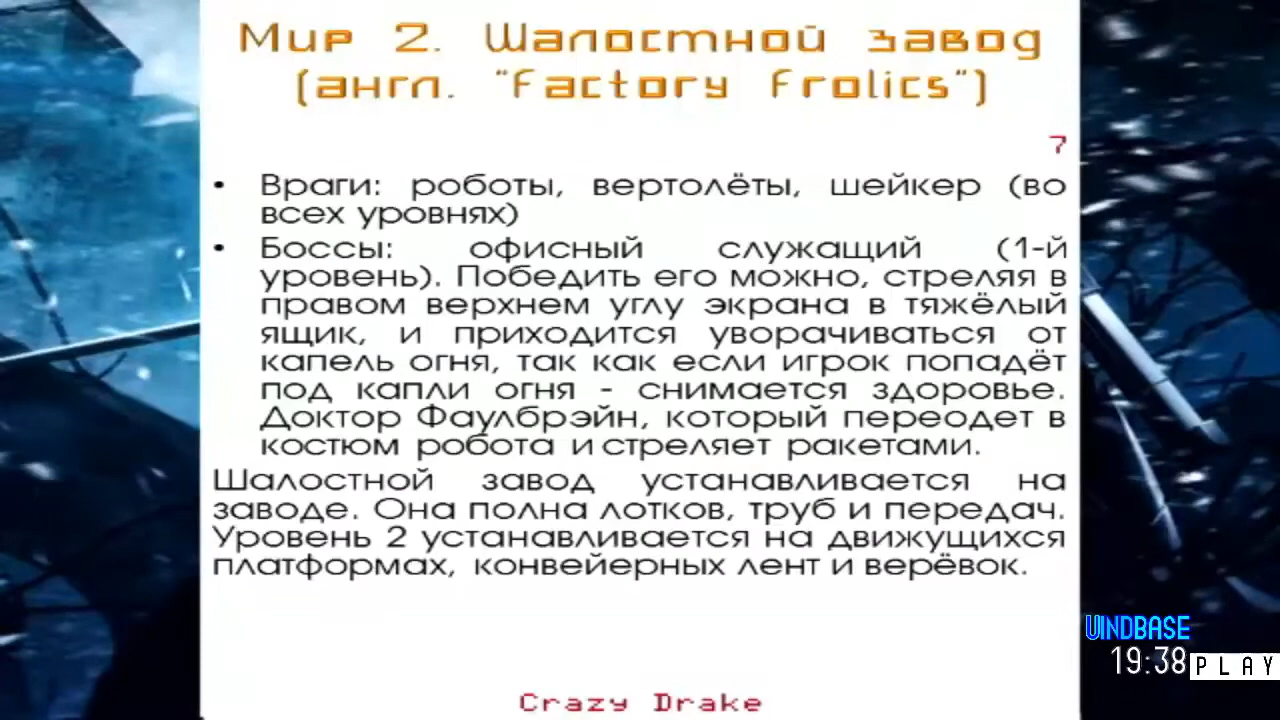 Мир 2. Шалостной завод
(англ. "Factory Frolics")
7
• Враги: роботы, вертолёты, шейкер (во
всех уровнях)
• Боссы: офисный служащий (1-й
уровень). Победить его можно, стреляя в
правом верхнем углу экрана в тяжёлый
ящик, и приходится уворачиваться от
капель огня, так как если игрок попадёт
под капли огня - снимается здоровье.
Доктор Фаулбрэйн, который переодет в
костюм робота и стреляет ракетами.
Шалостной завод устанавливается на
заводе. Она полна лотков, труб и передач.
Уровень 2 устанавливается на движущихся
платформах, конвейерных лент и верёвок.
UINDBASE
19:38 PLAY
Crazy Drake